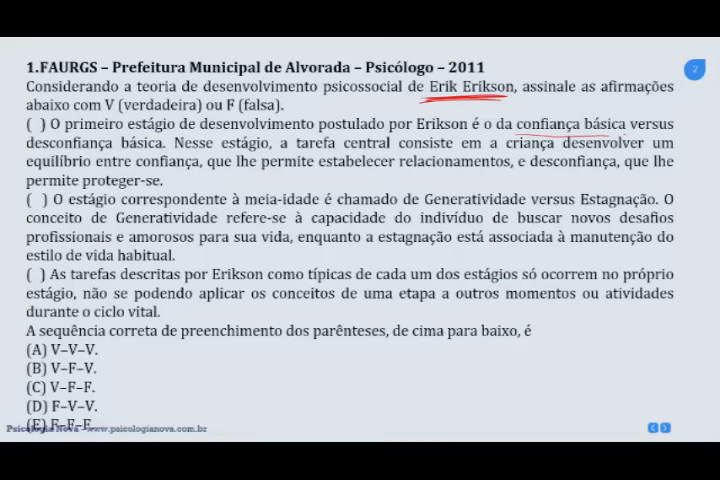 1.FAURGS – Prefeitura Municipal de Alvorada – Psicólogo – 2011
2
Considerando a teoria de desenvolvimento psicossocial de Erik Erikson, assinale as afirmações
abaixo com V (verdadeira) ou F (falsa).
( ) O primeiro estágio de desenvolvimento postulado por Erikson é o da confiança básica versus
desconfiança básica. Nesse estágio, a tarefa central consiste em a criança desenvolver um
equilíbrio entre confiança, que lhe permite estabelecer relacionamentos, e desconfiança, que lhe
permite proteger-se.
( ) O estágio correspondente à meia-idade é chamado de Generatividade versus Estagnação. O
conceito de Generatividade refere-se à capacidade do indivíduo de buscar novos desafios
profissionais e amorosos para sua vida, enquanto a estagnação está associada à manutenção do
estilo de vida habitual.
( ) As tarefas descritas por Erikson como típicas de cada um dos estágios só ocorrem no próprio
estágio, não se podendo aplicar os conceitos de uma etapa a outros momentos ou atividades
durante o ciclo vital.
A sequência correta de preenchimento dos parênteses, de cima para baixo, é
(A) V–V–V.
(B) V–F–V.
(C) V–F–F.
(D) F–V–V.
(E) F–F–F.
Psicologia Nova - www.psicologianova.com.br